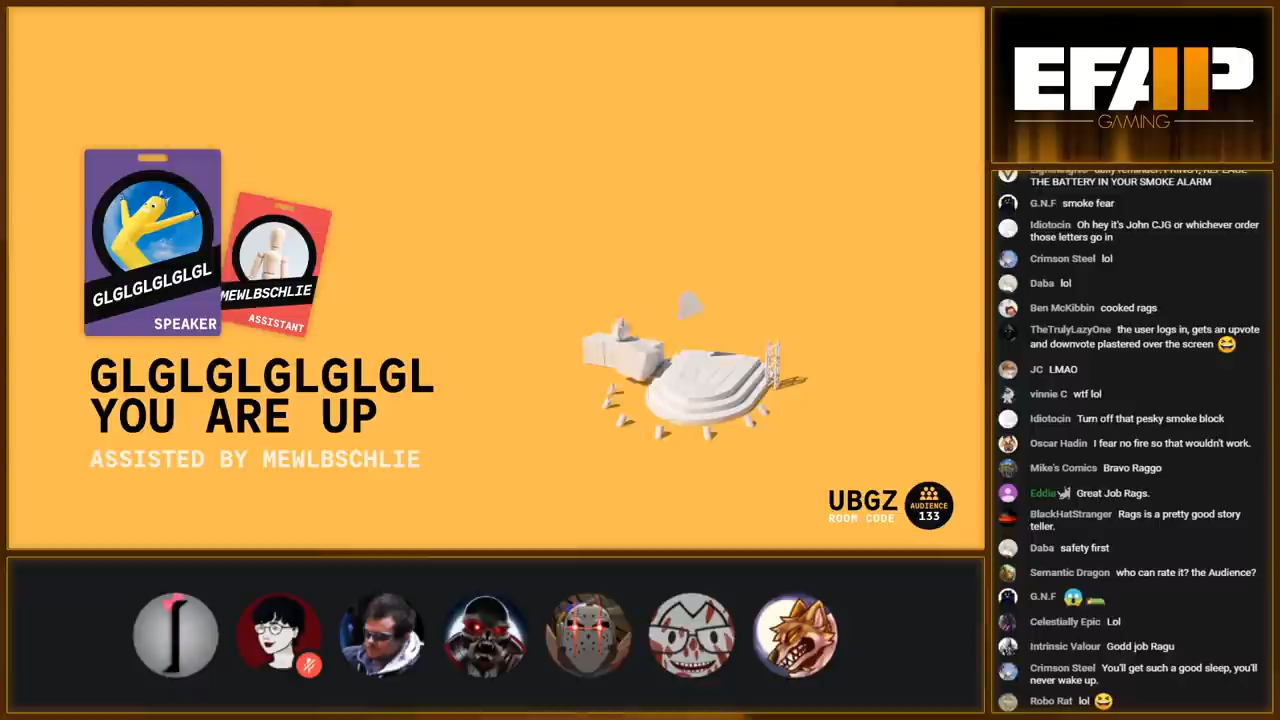 GLGLGLGLGLGL
SPEAKER
MEWLBSCHLIE
ASSISTANT
GLGLGLGLGLGL
YOU ARE UP
ASSISTED BY MEWLBSCHLIE
UBGZ
ROOM CODE
AUDIENCE
133
EFAP
GAMING
THE BATTERY IN YOUR SMOKE ALARM
G.N.F smoke fear
Idiotocin Oh hey it's John CJG or whichever order
those letters go in
Crimson Steel lol
Daba lol
Ben McKibbin cooked rags
TheTrulyLazyOne the user logs in, gets an upvote
and downvote plastered over the screen 😆
JC LMAO
vinnie C wtf lol
Idiotocin Turn off that pesky smoke block
Oscar Hadin I fear no fire so that wouldn't work.
Mike's Comics Bravo Raggo
Eddie Great Job Rags.
BlackHatStranger Rags is a pretty good story
teller.
Daba safety first
Semantic Dragon who can rate it? the Audience?
G.N.F 😱
Celestially Epic Lol
Intrinsic Valour Godd job Ragu
Crimson Steel You'll get such a good sleep, you'll
never wake up.
Robo Rat lol 😆